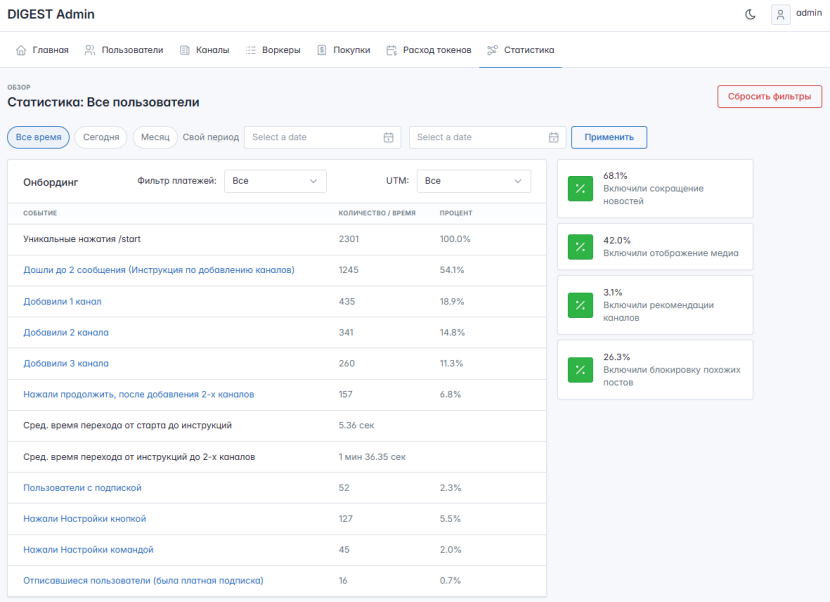 DIGEST Admin
admin
Главная Пользователи Каналы Воркеры Покупки Расход токенов Статистика
ОБЗОР
Статистика: Все пользователи
Сбросить фильтры
Все время Сегодня Месяц Свой период Select a date Select a date Применить
Онбординг Фильтр платежей: Все UTM: Все
СОБЫТИЕ КОЛИЧЕСТВО / ВРЕМЯ ПРОЦЕНТ
Уникальные нажатия /start 2301 100.0%
Дошли до 2 сообщения (Инструкция по добавлению каналов) 1245 54.1%
Добавили 1 канал 435 18.9%
Добавили 2 канала 341 14.8%
Добавили 3 канала 260 11.3%
Нажали продолжить, после добавления 2-х каналов 157 6.8%
Сред. время перехода от старта до инструкций 5.36 сек
Сред. время перехода от инструкций до 2-х каналов 1 мин 36.35 сек
Пользователи с подпиской 52 2.3%
Нажали Настройки кнопкой 127 5.5%
Нажали Настройки командой 45 2.0%
Отписавшиеся пользователи (была платная подписка) 16 0.7%
68.1%
Включили сокращение
новостей
42.0%
Включили отображение медиа
3.1%
Включили рекомендации
каналов
26.3%
Включили блокировку похожих
постов